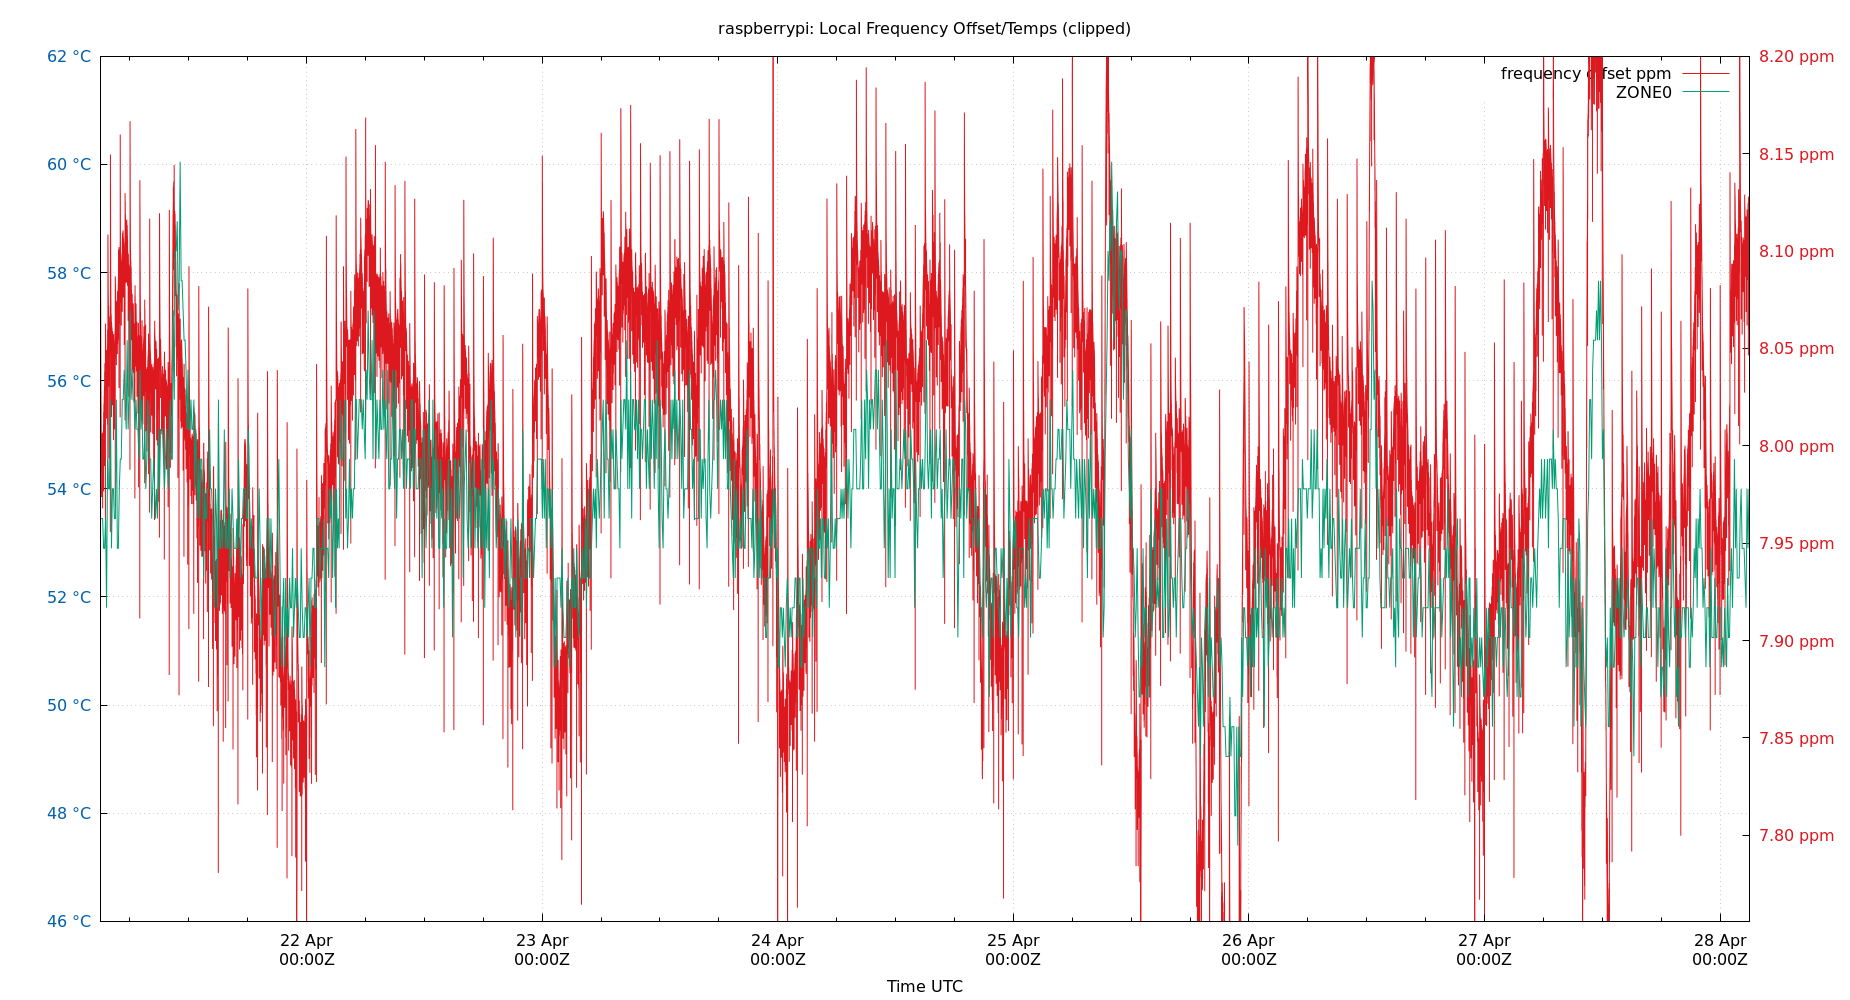 raspberrypi: Local Frequency Offset/Temps (clipped)
62 °C
60 °C
58 °C
56 °C
54 °C
52 °C
50 °C
48 °C
46 °C
8.20 ppm
8.15 ppm
8.10 ppm
8.05 ppm
8.00 ppm
7.95 ppm
7.90 ppm
7.85 ppm
7.80 ppm
frequency offset ppm
ZONE0
22 Apr
00:00Z
23 Apr
00:00Z
24 Apr
00:00Z
25 Apr
00:00Z
26 Apr
00:00Z
27 Apr
00:00Z
28 Apr
00:00Z
Time UTC